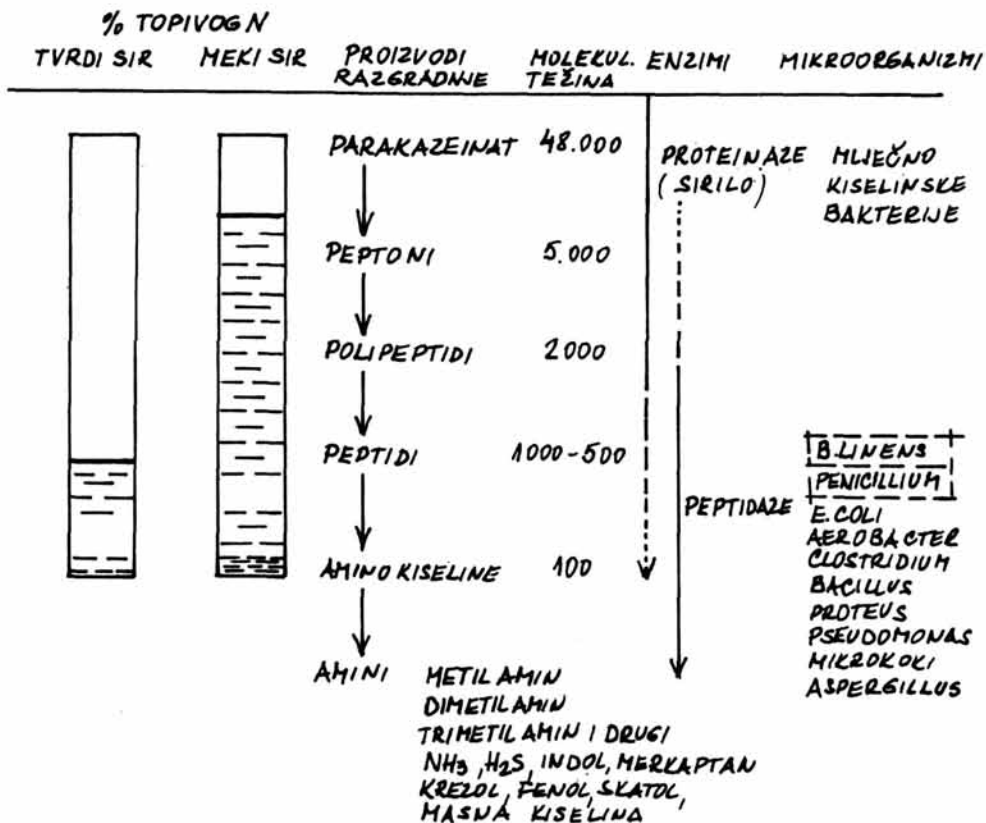 % TOPIVOG N
TVRDI SIR MEKI SIR PROIZVODI RAZGRADNJE MOLEKUL. TEŽINA ENZIMI MIKROORGANIZMI
PARAKAZEINAT 48.000
PROTEINAZE
(SIRILO)
MLJEČNO
KISELINSKE
BAKTERIJE
PEPTONI 5.000
POLIPEPTIDI 2000
PEPTIDI 1000-500
PEPTIDAZE
B.LINENS
PENICILLIUM
E.COLI
AEROBACTER
CLOSTRIDIUM
BACILLUS
PROTEUS
PSEUDOMONAS
MIKROKOKI
ASPERGILLUS
AMINO KISELINE 100
AMINI METILAMIN
DIMETILAMIN
TRIMETILAMIN I DRUGI
NH3, H2S, INDOL, MERKAPTAN
KREZOL, FENOL, SKATOL,
MASNA KISELINA